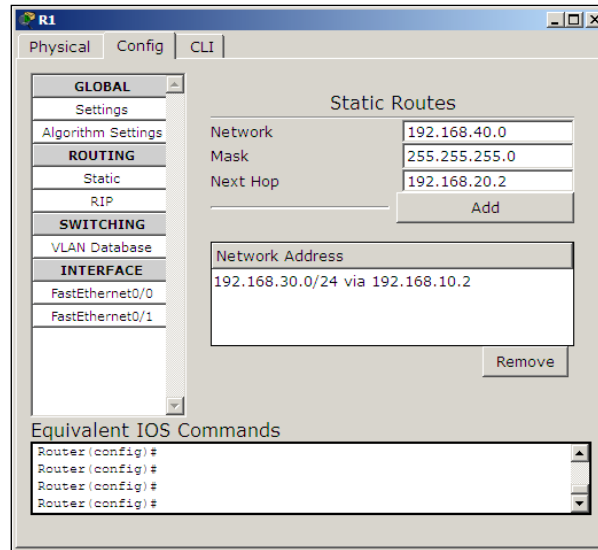 R1
Physical Config CLI
GLOBAL
Settings
Algorithm Settings
ROUTING
Static
RIP
SWITCHING
VLAN Database
INTERFACE
FastEthernet0/0
FastEthernet0/1
Static Routes
Network 192.168.40.0
Mask 255.255.255.0
Next Hop 192.168.20.2
Add
Network Address
192.168.30.0/24 via 192.168.10.2
Remove
Equivalent IOS Commands
Router(config)#
Router(config)#
Router(config)#
Router(config)#